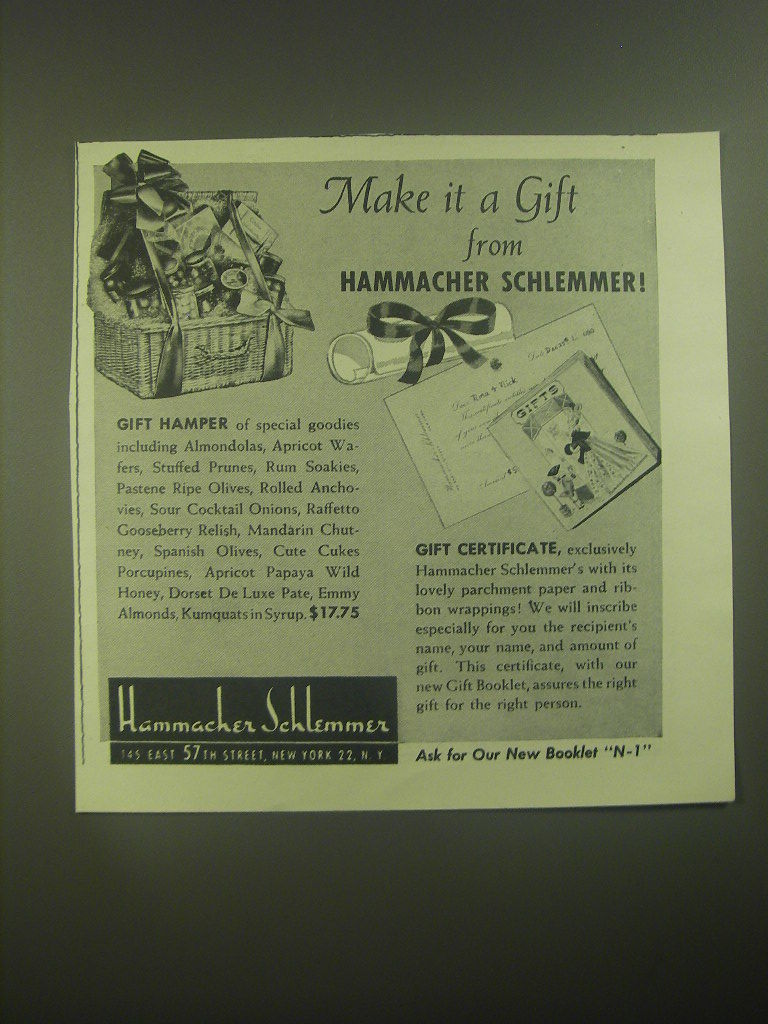 Make it a Gift
from
HAMMACHER SCHLEMMER!
GIFTS
GIFT HAMPER of special goodies
including Almondolas, Apricot Wa-
fers, Stuffed Prunes, Rum Soakies,
Pastene Ripe Olives, Rolled Ancho-
vies, Sour Cocktail Onions, Raffetto
Gooseberry Relish, Mandarin Chut-
ney, Spanish Olives, Cute Cukes
Porcupines, Apricot Papaya Wild
Honey, Dorset De Luxe Pate, Emmy
Almonds, Kumquats in Syrup. $17.75
GIFT CERTIFICATE, exclusively
Hammacher Schlemmer's with its
lovely parchment paper and rib-
bon wrappings! We will inscribe
especially for you the recipient's
name, your name, and amount of
gift. This certificate, with our
new Gift Booklet, assures the right
gift for the right person.
Hammacher Schlemmer
145 EAST 57TH STREET, NEW YORK 22, N. Y.
Ask for Our New Booklet "N-1"